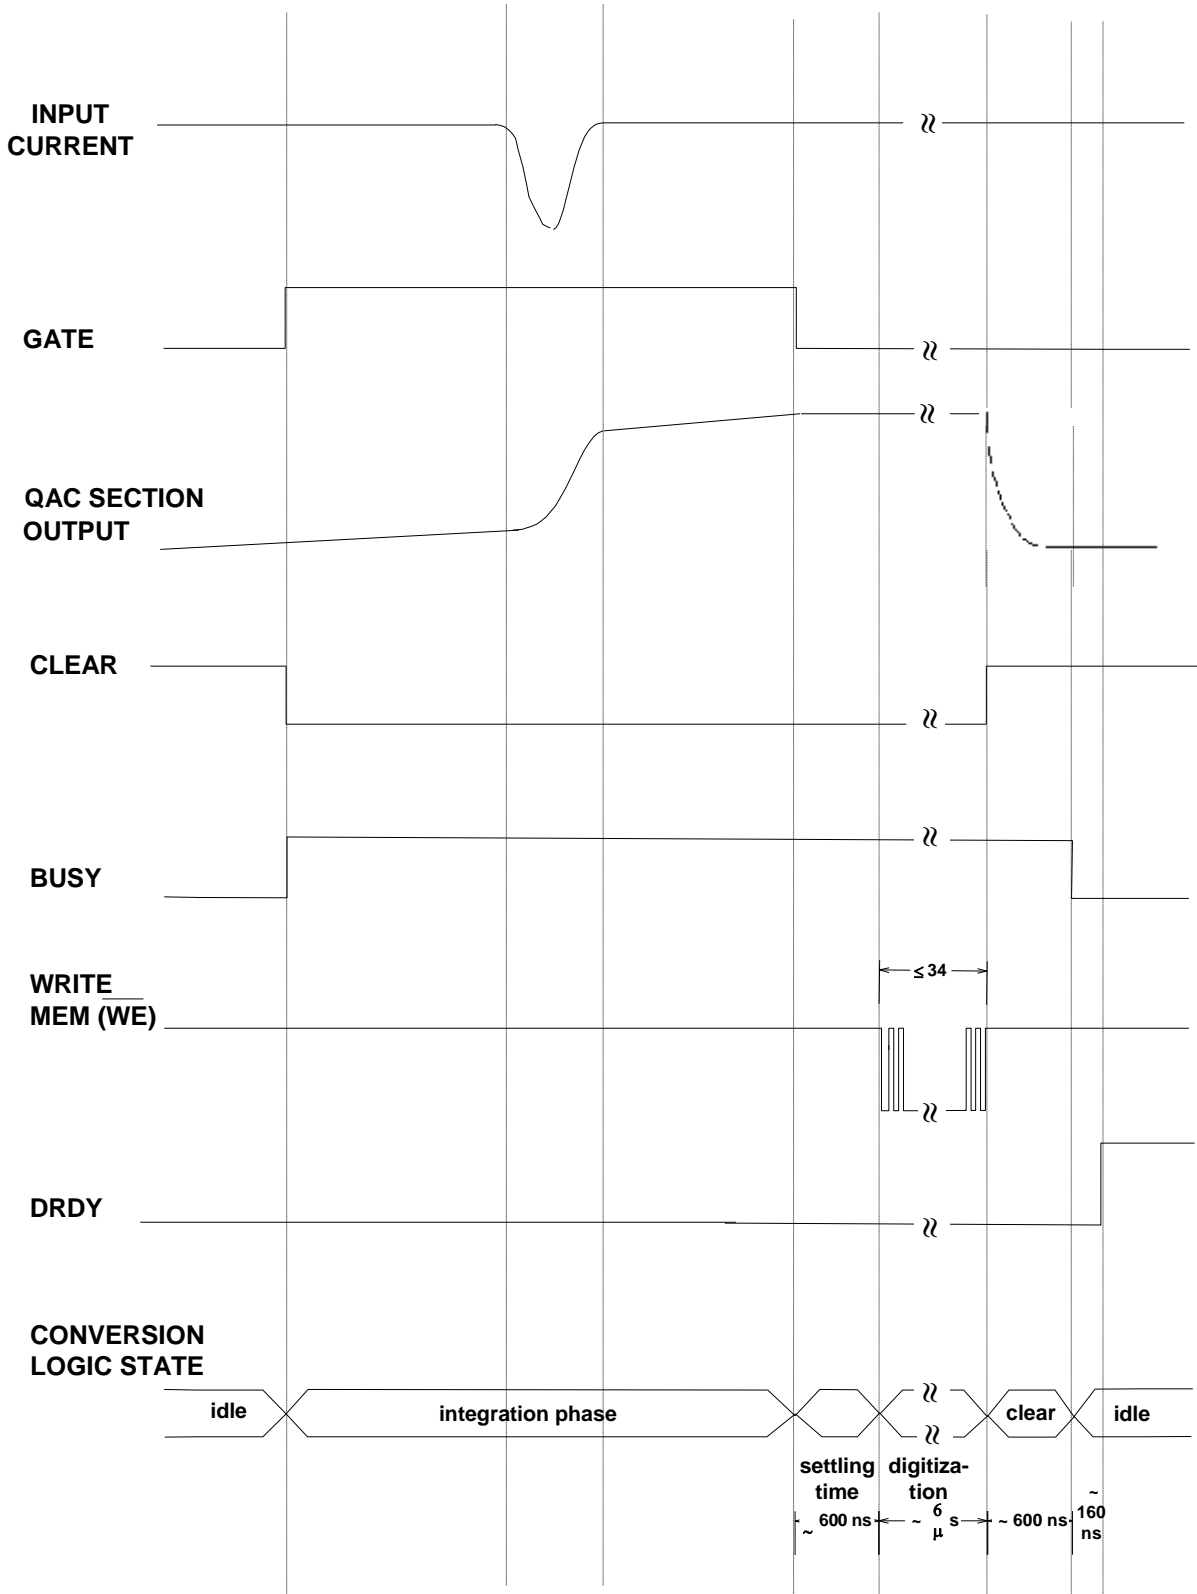 INPUT
CURRENT
GATE
QAC SECTION
OUTPUT
CLEAR
BUSY
WRITE
MEM (WE)
≤ 34
DRDY
CONVERSION
LOGIC STATE
idle
integration phase
clear
idle
settling
time
digitiza-
tion
~ 600 ns
~ 6 μ s
~ 600 ns
~
160
ns